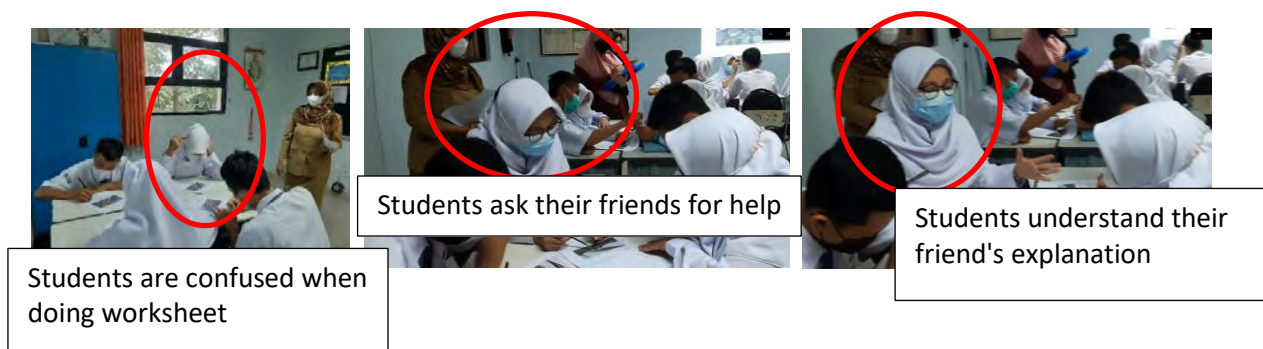 Students are confused when
doing worksheet
Students ask their friends for help
Students understand their
friend's explanation